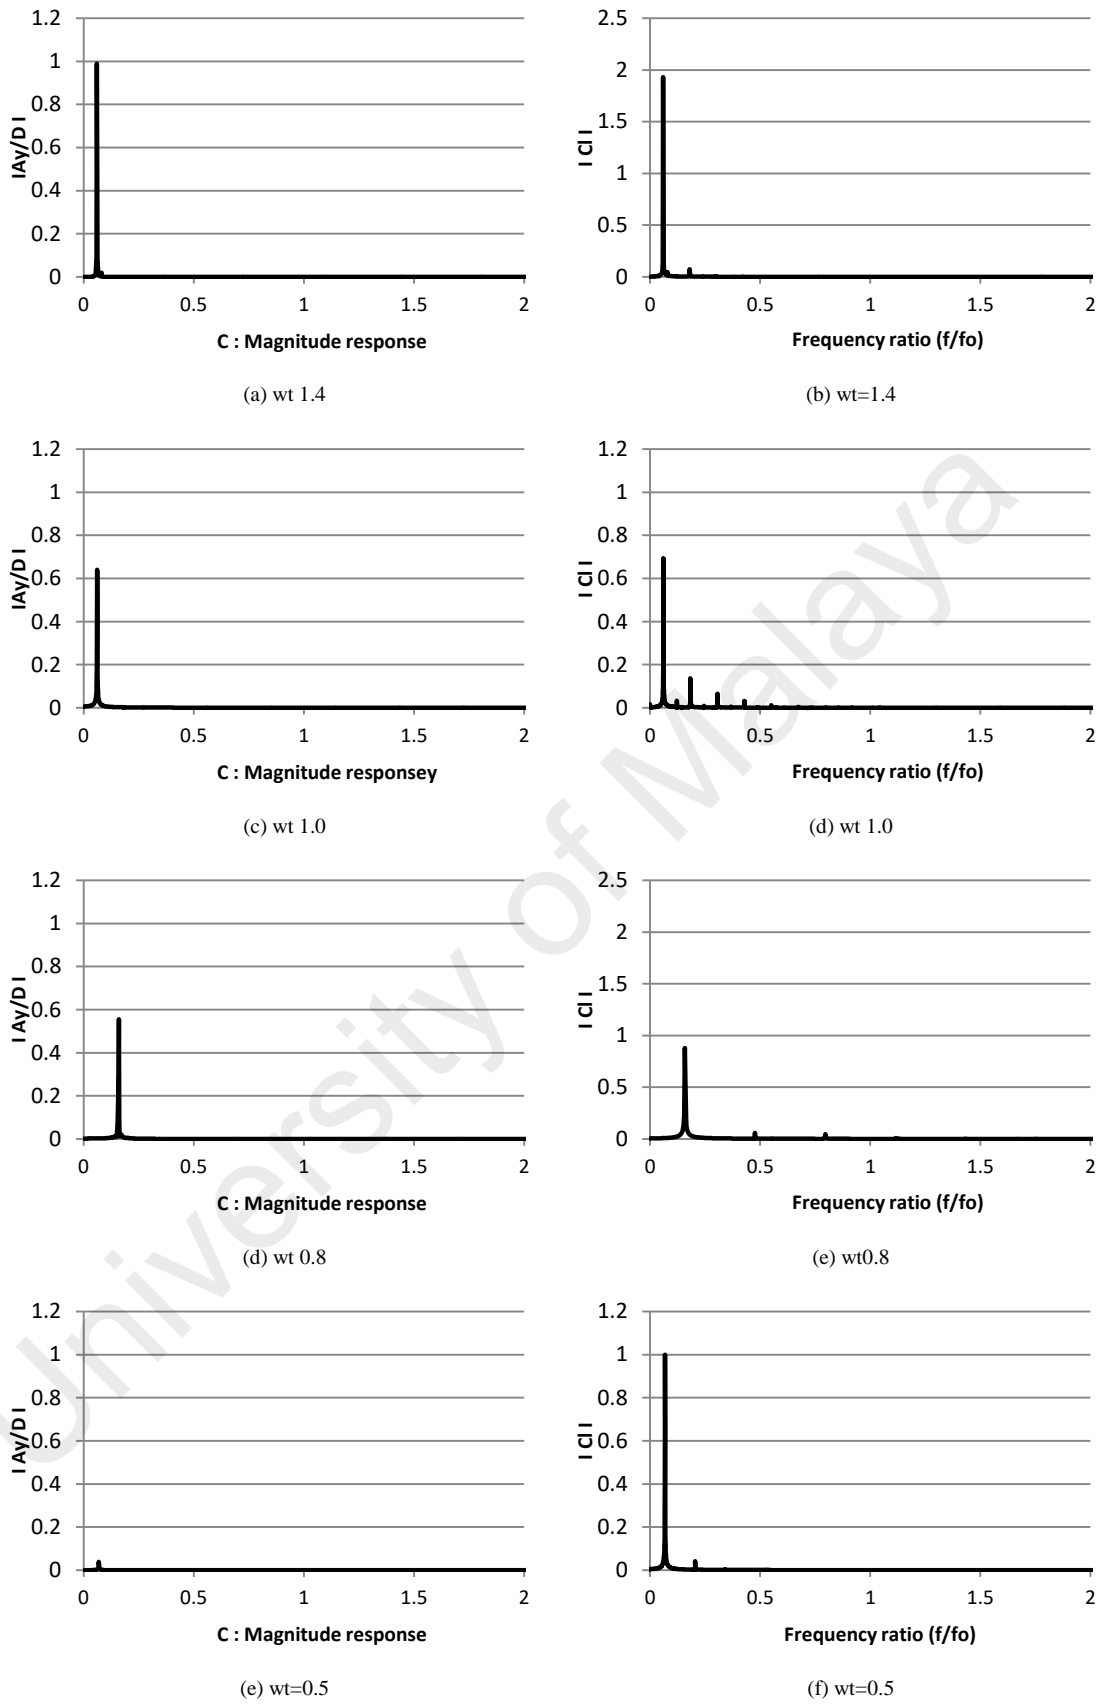 1.2
1
0.8
0.6
0.4
0.2
0
IAy/D I
0 0.5 1 1.5 2
C : Magnitude response
(a) wt 1.4
2.5
2
1.5
1
0.5
0
I Cl I
0 0.5 1 1.5 2
Frequency ratio (f/fo)
(b) wt=1.4
1.2
1
0.8
0.6
0.4
0.2
0
IAy/D I
0 0.5 1 1.5 2
C : Magnitude responsey
(c) wt 1.0
1.2
1
0.8
0.6
0.4
0.2
0
I Cl I
0 0.5 1 1.5 2
Frequency ratio (f/fo)
(d) wt 1.0
1.2
1
0.8
0.6
0.4
0.2
0
I Ay/D I
0 0.5 1 1.5 2
C : Magnitude response
(d) wt 0.8
2.5
2
1.5
1
0.5
0
I Cl I
0 0.5 1 1.5 2
Frequency ratio (f/fo)
(e) wt0.8
1.2
1
0.8
0.6
0.4
0.2
0
I Ay/D I
0 0.5 1 1.5 2
C : Magnitude response
(e) wt=0.5
1.2
1
0.8
0.6
0.4
0.2
0
I Cl I
0 0.5 1 1.5 2
Frequency ratio (f/fo)
(f) wt=0.5
University of Malaya